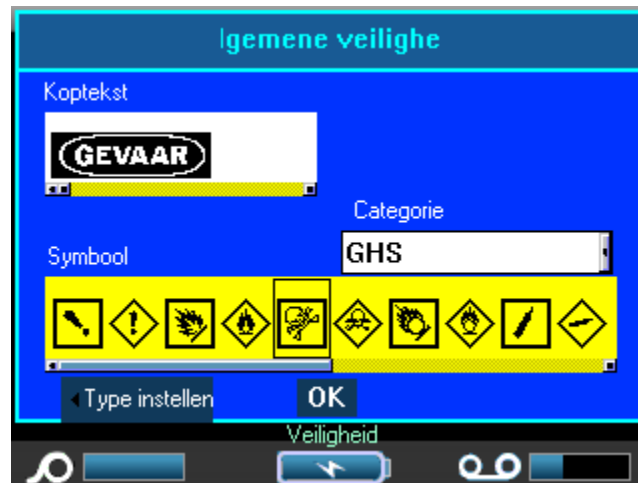 lgemene veilighe
Koptekst
GEVAAR
Categorie
Symbool
GHS
Type instellen
OK
Veiligheid